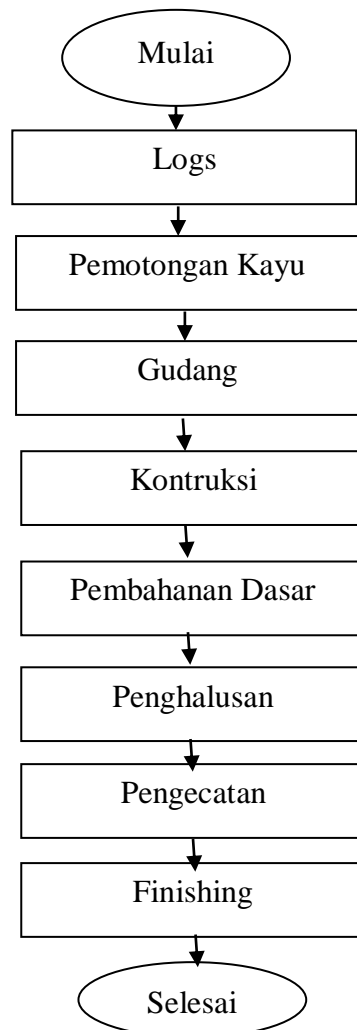 Mulai
Logs
Pemotongan Kayu
Gudang
Kontruksi
Pembahanan Dasar
Penghalusan
Pengecatan
Finishing
Selesai